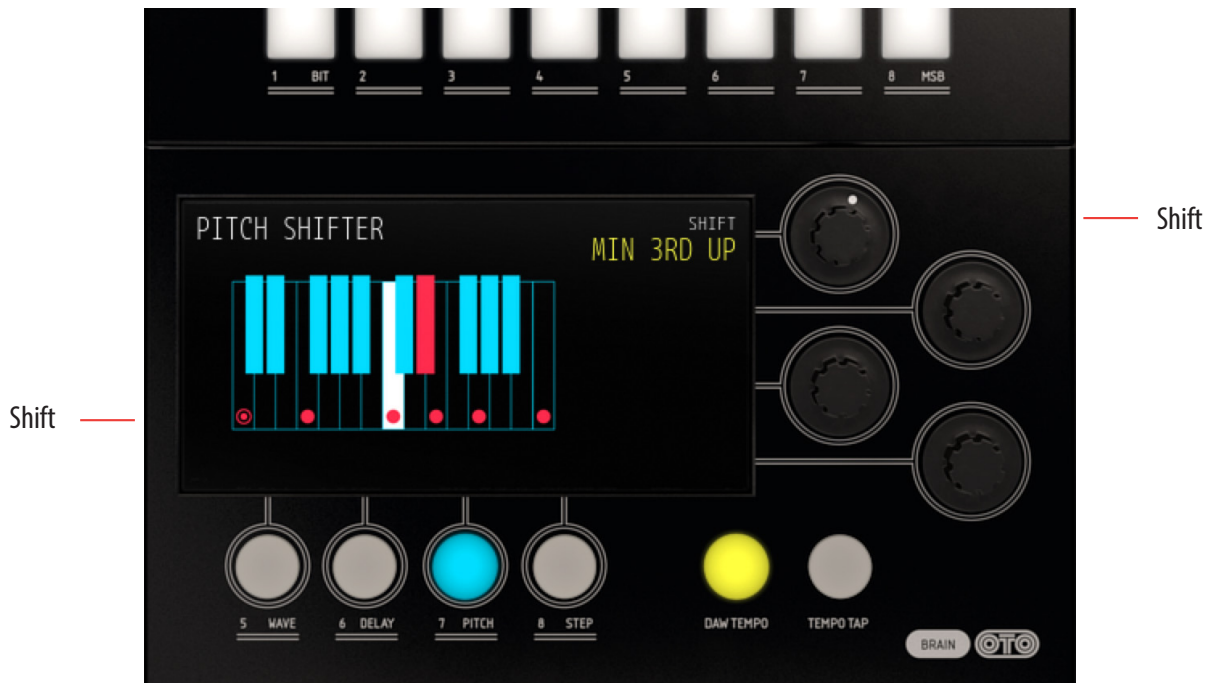 1 BIT 2 3 4 5 6 7 8 MSB
PITCH SHIFTER
SHIFT
MIN 3RD UP
Shift
Shift
5 WAVE 6 DELAY 7 PITCH 8 STEP
DAW TEMPO TEMPO TAP
BRAIN OTO